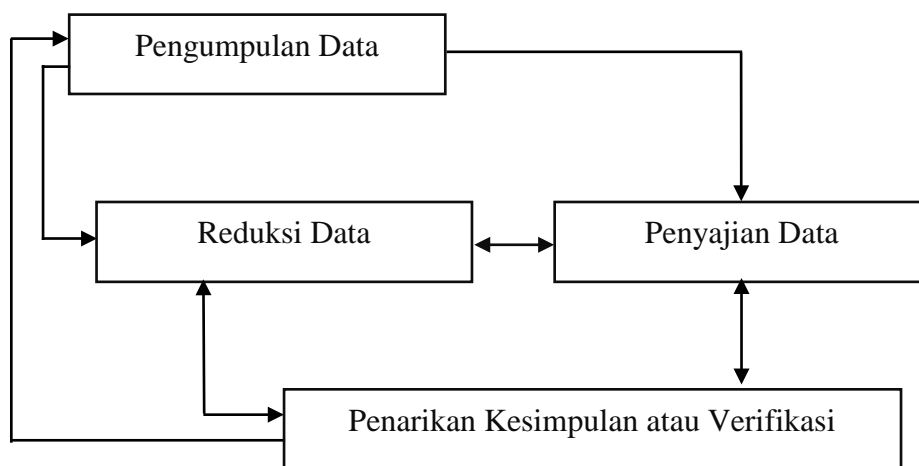 Pengumpulan Data
Reduksi Data
Penyajian Data
Penarikan Kesimpulan atau Verifikasi